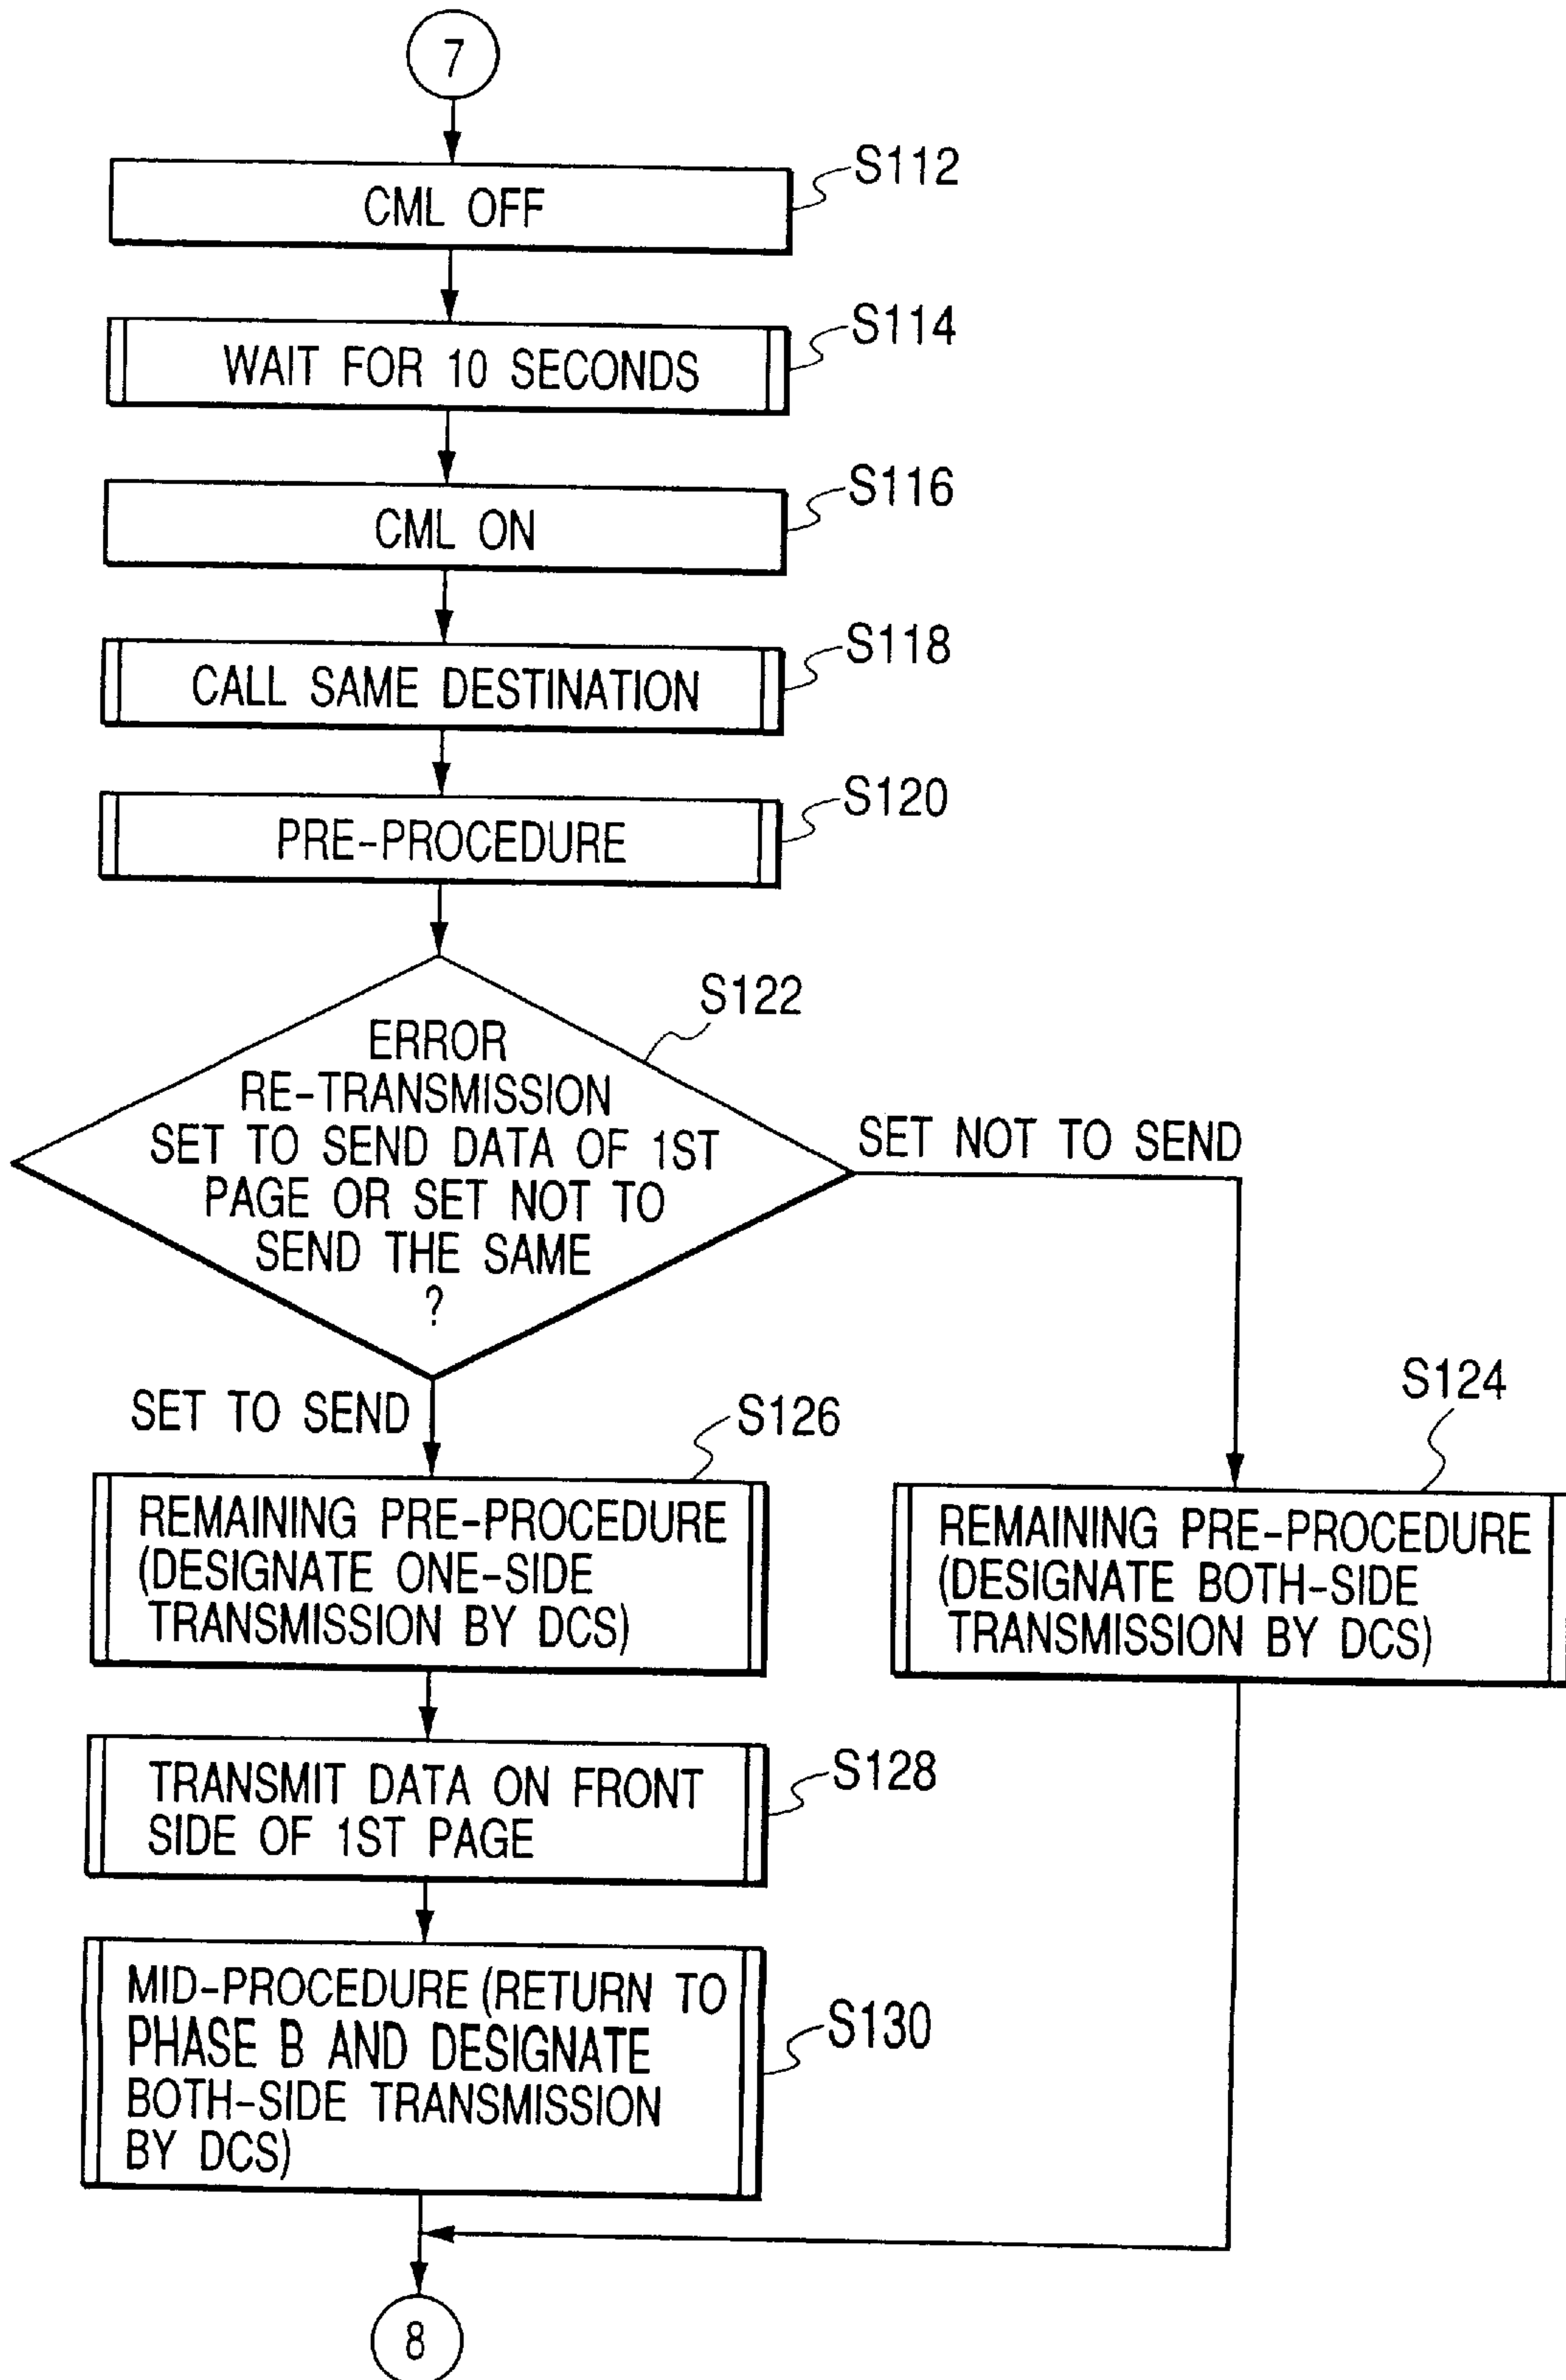 7
CML OFF
S112
WAIT FOR 10 SECONDS
S114
CML ON
S116
CALL SAME DESTINATION
S118
PRE-PROCEDURE
S120
S122
ERROR
RE-TRANSMISSION
SET TO SEND DATA OF 1ST
PAGE OR SET NOT TO
SEND THE SAME
?
SET NOT TO SEND
SET TO SEND
S126
REMAINING PRE-PROCEDURE
(DESIGNATE ONE-SIDE
TRANSMISSION BY DCS)
S124
REMAINING PRE-PROCEDURE
(DESIGNATE BOTH-SIDE
TRANSMISSION BY DCS)
TRANSMIT DATA ON FRONT
SIDE OF 1ST PAGE
S128
MID-PROCEDURE (RETURN TO
PHASE B AND DESIGNATE
BOTH-SIDE TRANSMISSION
BY DCS)
S130
8